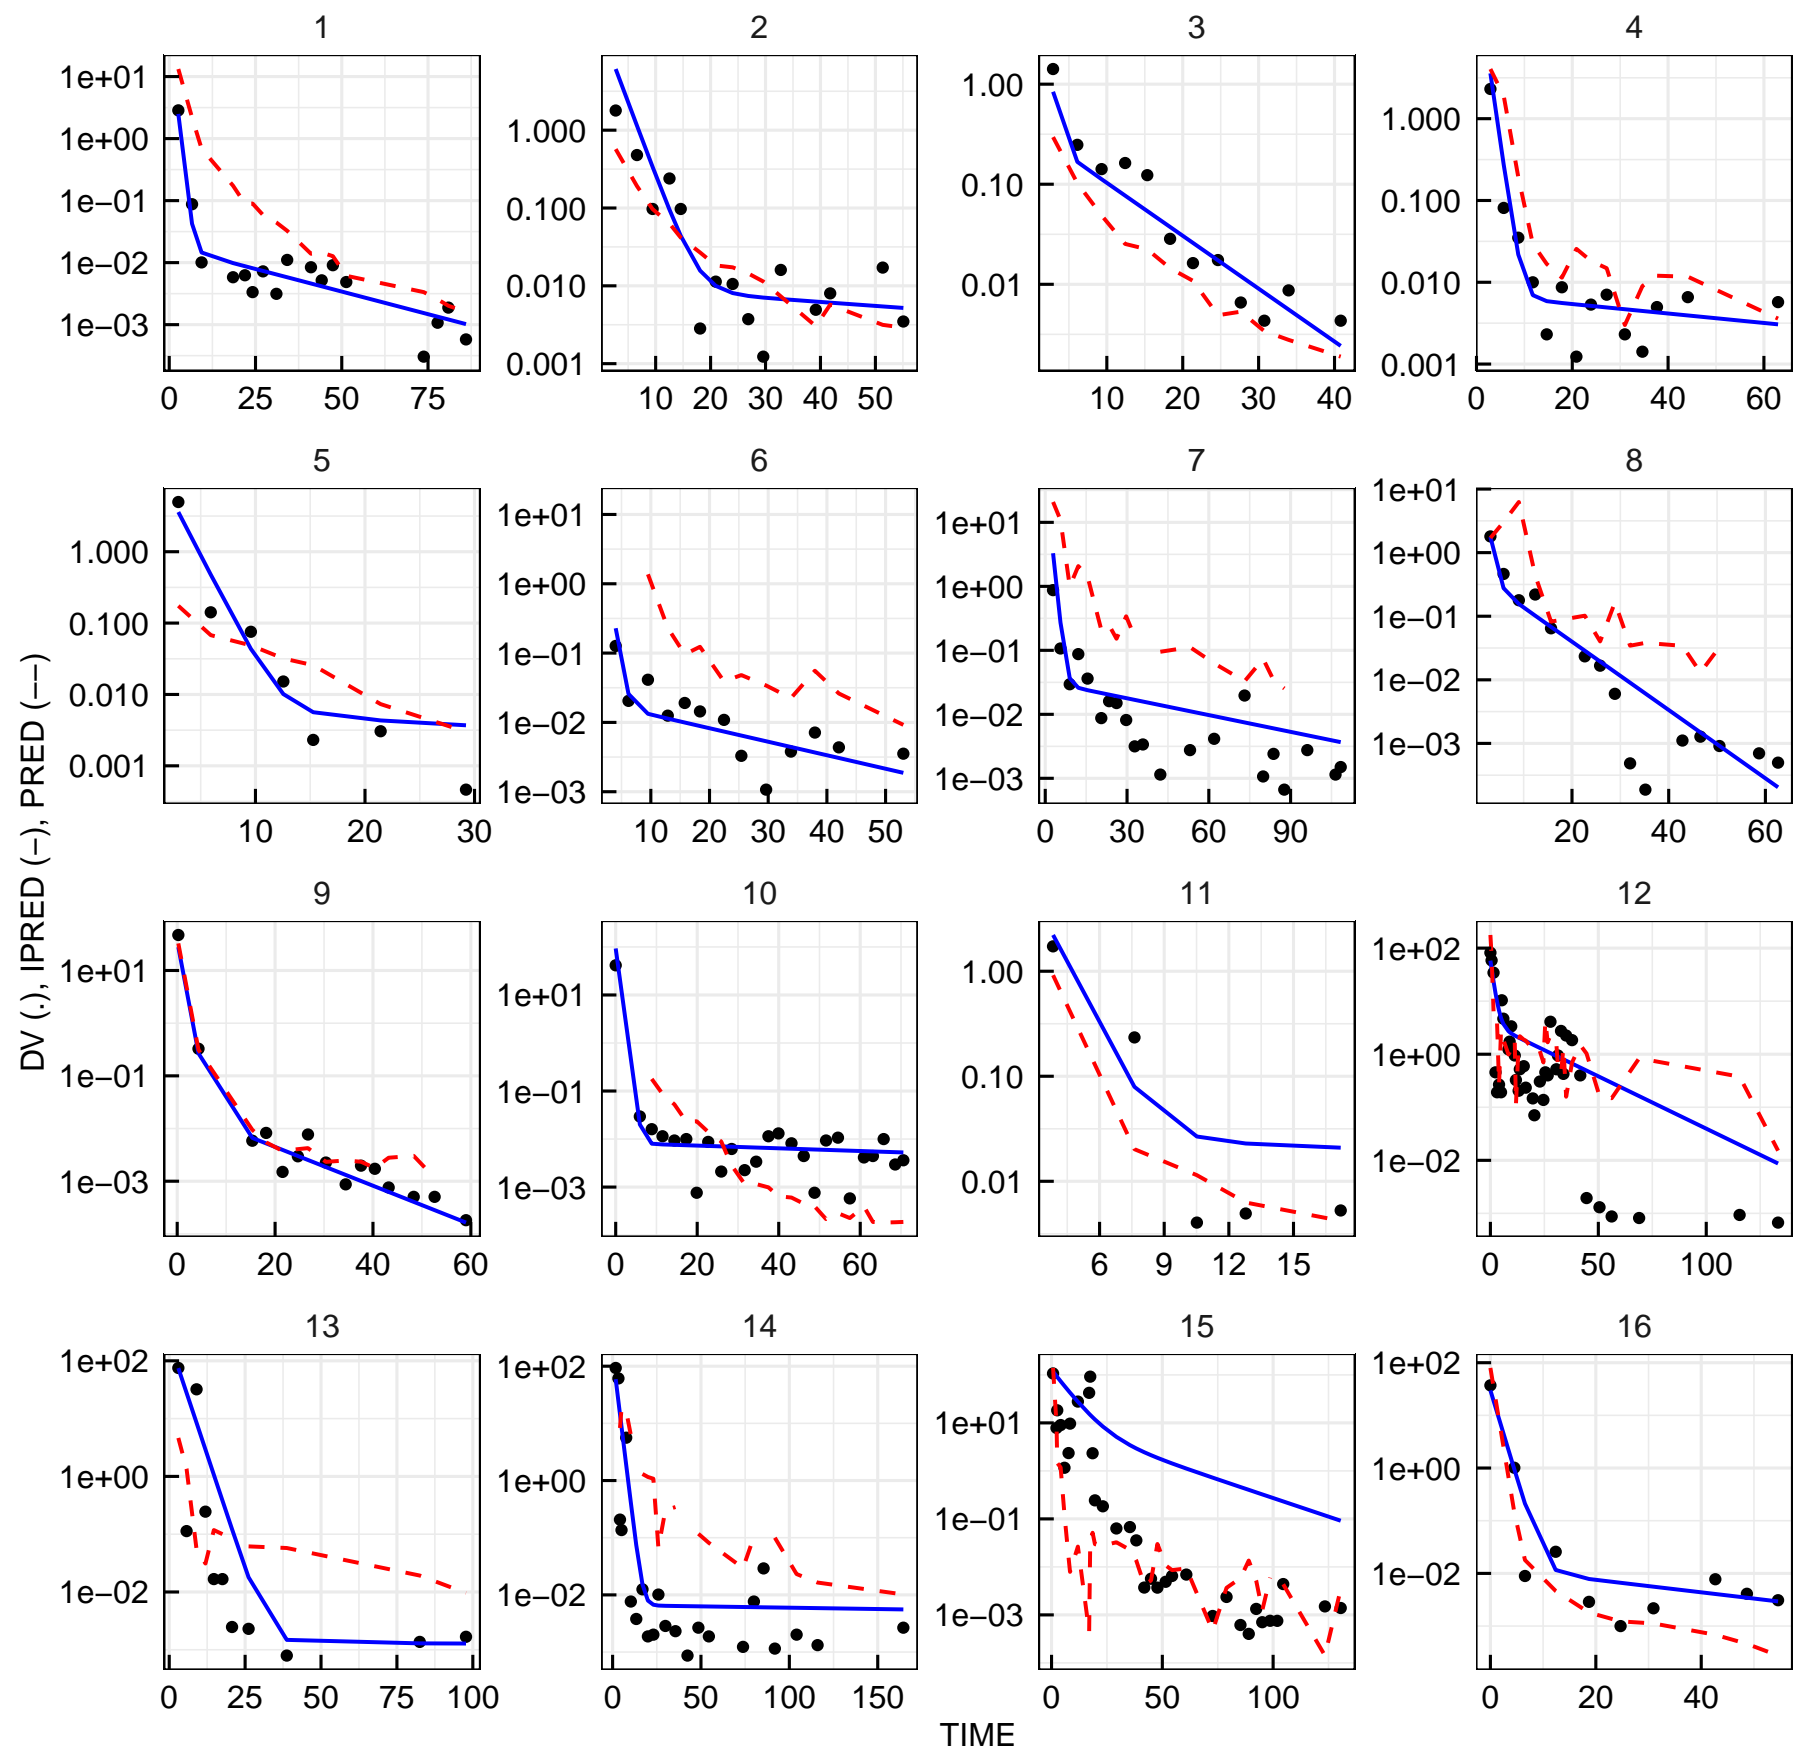 1 2 3 4
1e+01 1e+00 1e−01 1e−02 1e−03
1.000 0.100 0.010 0.001
1.00 0.10 0.01
1.000 0.100 0.010 0.001
0 25 50 75
10 20 30 40 50
10 20 30 40
0 20 40 60
5 6 7 8
1.000 0.100 0.010 0.001
1e+01 1e+00 1e−01 1e−02 1e−03
1e+01 1e+00 1e−01 1e−02 1e−03
1e+01 1e+00 1e−01 1e−02 1e−03
10 20 30
10 20 30 40 50
0 30 60 90
20 40 60
DV (.), IPRED (−), PRED (−−)
9 10 11 12
1e+01 1e−01 1e−03
1e+01 1e−01 1e−03
1.00 0.10 0.01
1e+02 1e+00 1e−02
0 20 40 60
0 20 40 60
6 9 12 15
0 50 100
13 14 15 16
1e+02 1e+00 1e−02
1e+02 1e+00 1e−02
1e+01 1e−01 1e−03
1e+02 1e+00 1e−02
0 25 50 75 100
0 50 100 150
0 50 100
0 20 40
TIME